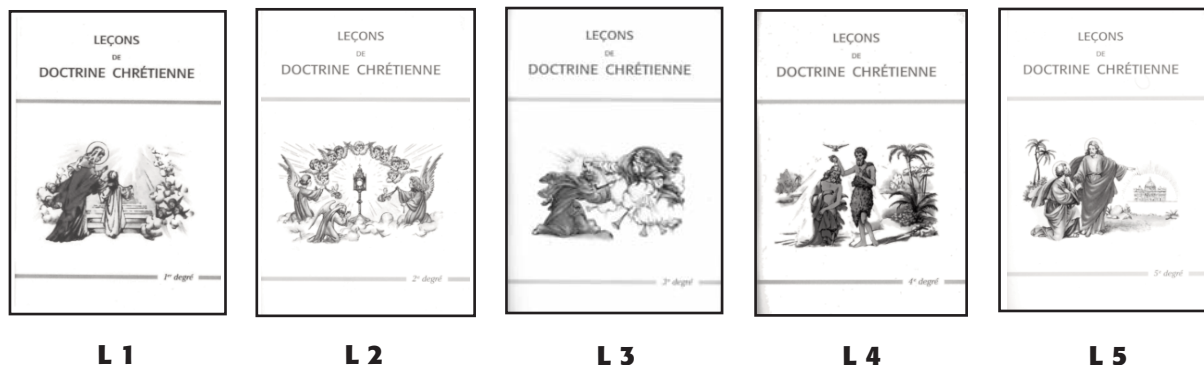 LEÇONS
DE
DOCTRINE CHRÉTIENNE
1er degré
L 1
LEÇONS
DE
DOCTRINE CHRÉTIENNE
2e degré
L 2
LEÇONS
DE
DOCTRINE CHRÉTIENNE
3e degré
L 3
LEÇONS
DE
DOCTRINE CHRÉTIENNE
4e degré
L 4
LEÇONS
DE
DOCTRINE CHRÉTIENNE
5e degré
L 5